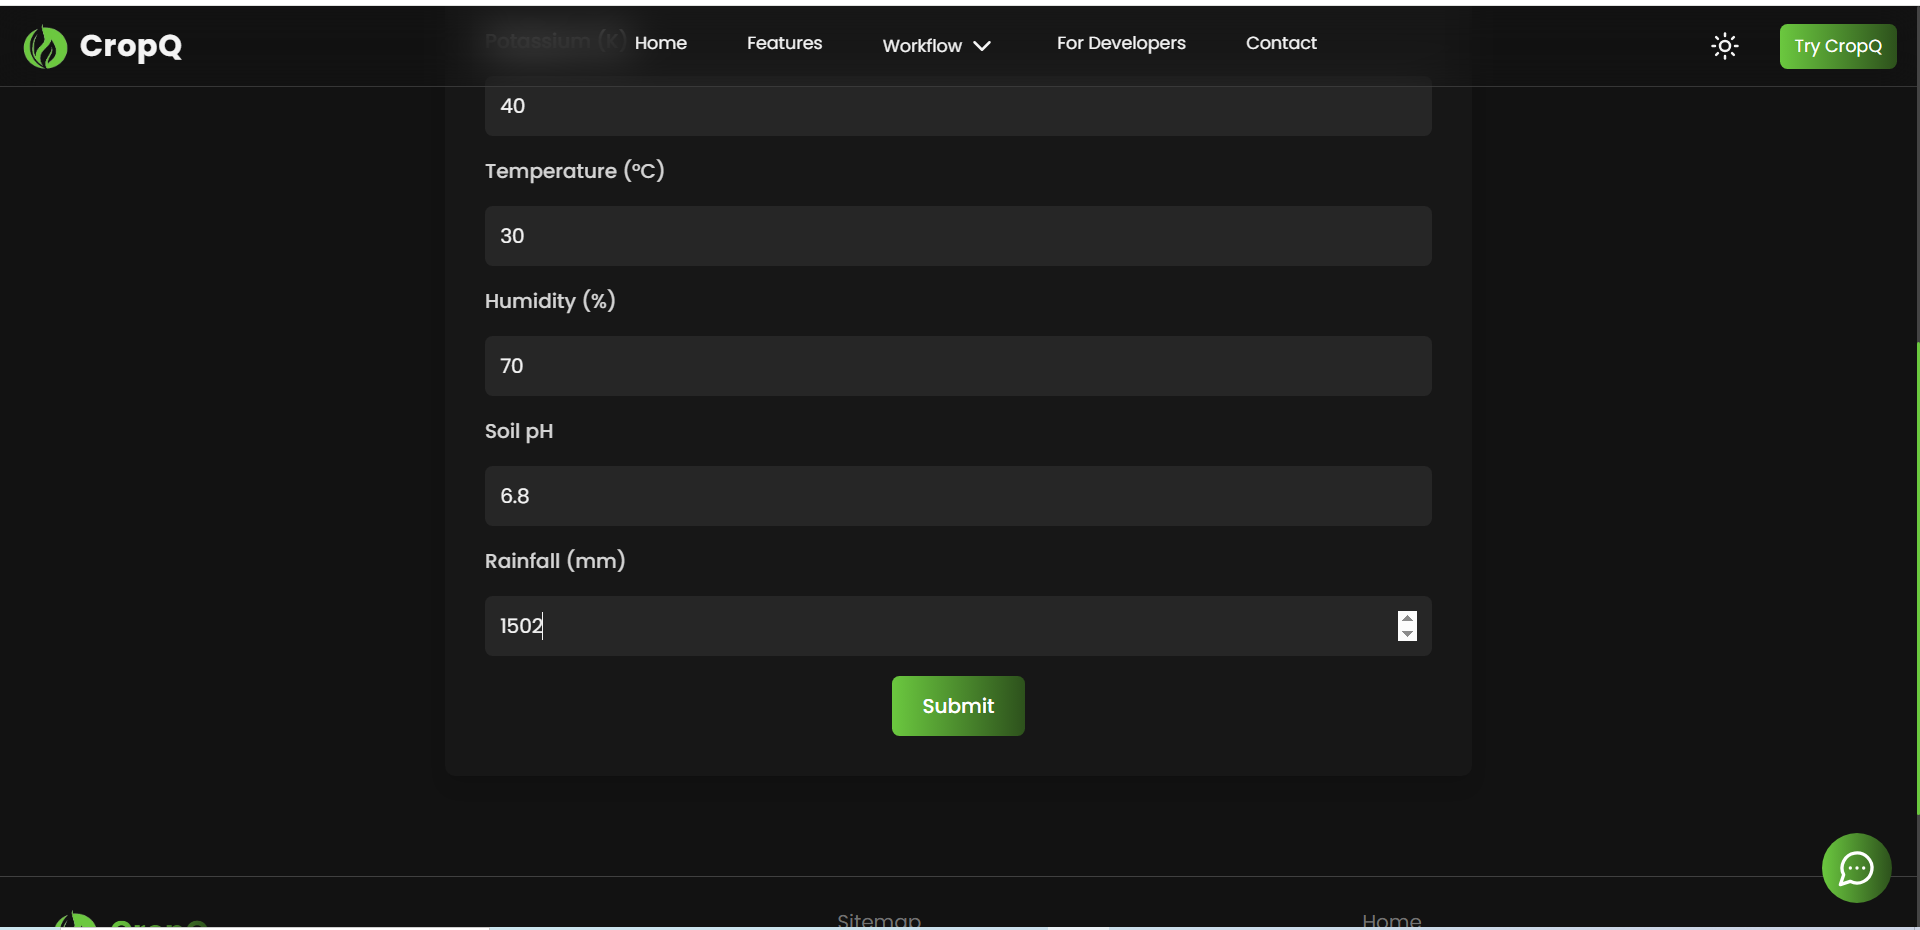 CropQ
Potassium (K) Home Features Workflow For Developers Contact Try CropQ
40
Temperature (°C)
30
Humidity (%)
70
Soil pH
6.8
Rainfall (mm)
1502
Submit
CropQ Sitemap Home